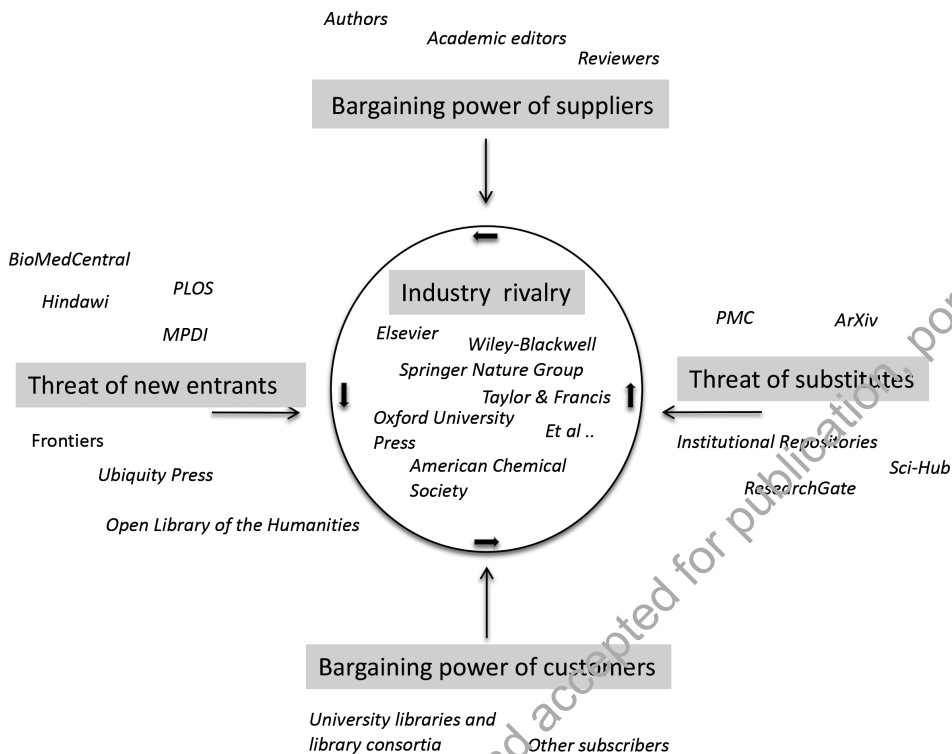 Authors
Academic editors
Reviewers
Bargaining power of suppliers
BioMedCentral
PLOS
Hindawi
MPDI
Threat of new entrants
Frontiers
Ubiquity Press
Open Library of the Humanities
Industry rivalry
Elsevier
Wiley-Blackwell
Springer Nature Group
Taylor & Francis
Oxford University
Press
Et al ..
American Chemical
Society
PMC
ArXiv
Threat of substitutes
Institutional Repositories
Sci-Hub
ResearchGate
Bargaining power of customers
University libraries and
library consortia
Other subscribers
accepted for publication,